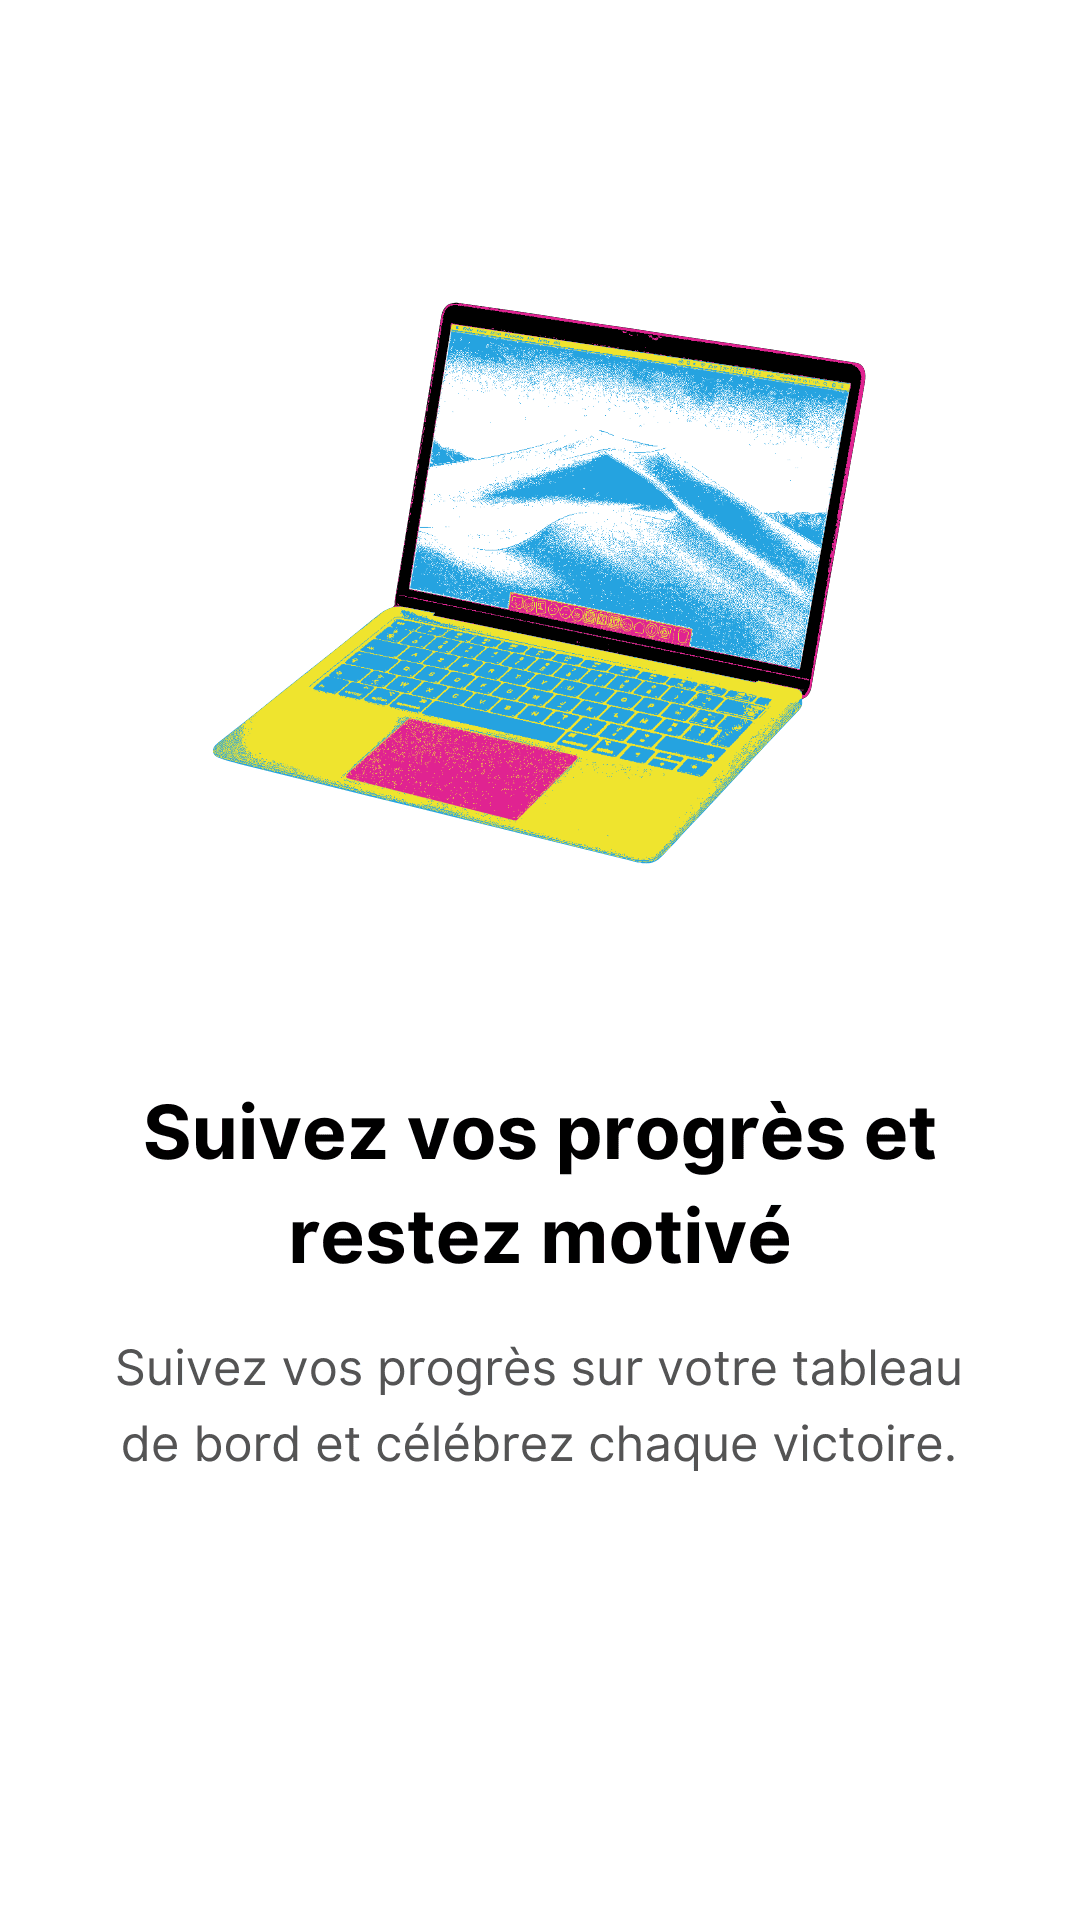 Suivez vos progrès et
restez motivé
Suivez vos progrès sur votre tableau
de bord et célébrez chaque victoire.